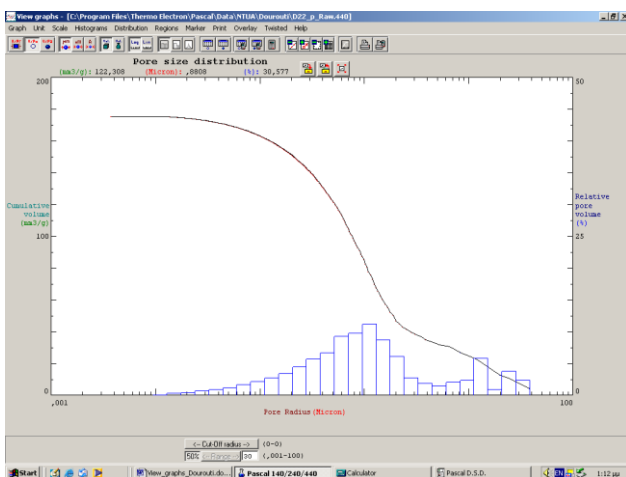 View graphs - [C:\Program Files\Thermo Electron\Pascal\Data\NTUA\Dourouti\D22_p_Raw.440]
Graph Unit Scale Histograms Distribution Regions Marker Print Overlay Twisted Help
Pore size distribution
(mm3/g): 122,308 (Micron): ,8808 (%): 30,577
200
50
Cumulative
volume
(mm3/g)
100
Relative
pore
volume
(%)
25
0
0
,001
100
Pore Radius(Micron)
<- Cut-Off radius -> (0-0)
50% <- Range-> 30 (,001-100)
Start
View_graphs_Dourouti.do...
Pascal 140/240/440
Calculator
Pascal D.S.D.
EN
1:12 μμ